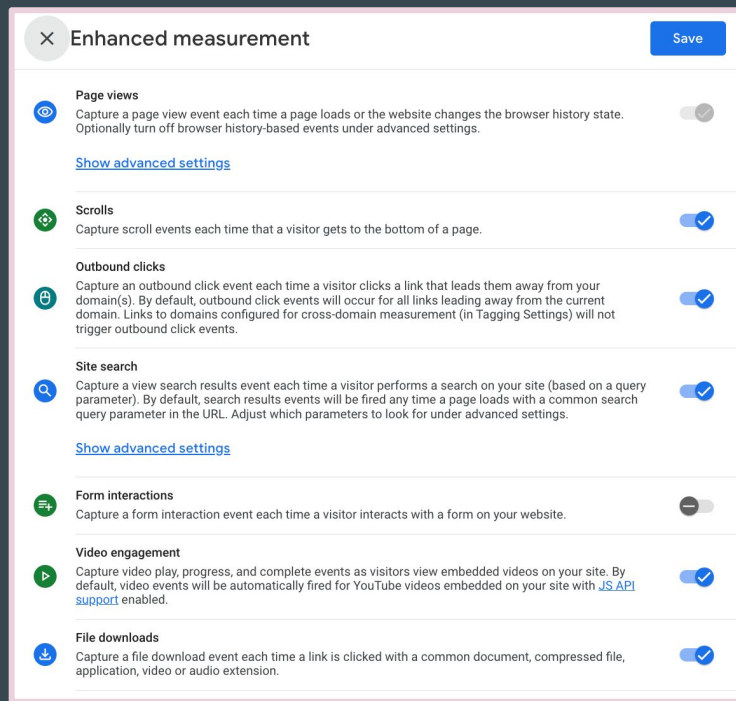 Enhanced measurement
Save
Page views
Capture a page view event each time a page loads or the website changes the browser history state.
Optionally turn off browser history-based events under advanced settings.
Show advanced settings
Scrolls
Capture scroll events each time that a visitor gets to the bottom of a page.
Outbound clicks
Capture an outbound click event each time a visitor clicks a link that leads them away from your
domain(s). By default, outbound click events will occur for all links leading away from the current
domain. Links to domains configured for cross-domain measurement (in Tagging Settings) will not
trigger outbound click events.
Site search
Capture a view search results event each time a visitor performs a search on your site (based on a query
parameter). By default, search results events will be fired any time a page loads with a common search
query parameter in the URL. Adjust which parameters to look for under advanced settings.
Show advanced settings
Form interactions
Capture a form interaction event each time a visitor interacts with a form on your website.
Video engagement
Capture video play, progress, and complete events as visitors view embedded videos on your site. By
default, video events will be automatically fired for YouTube videos embedded on your site with JS API
support enabled.
File downloads
Capture a file download event each time a link is clicked with a common document, compressed file,
application, video or audio extension.